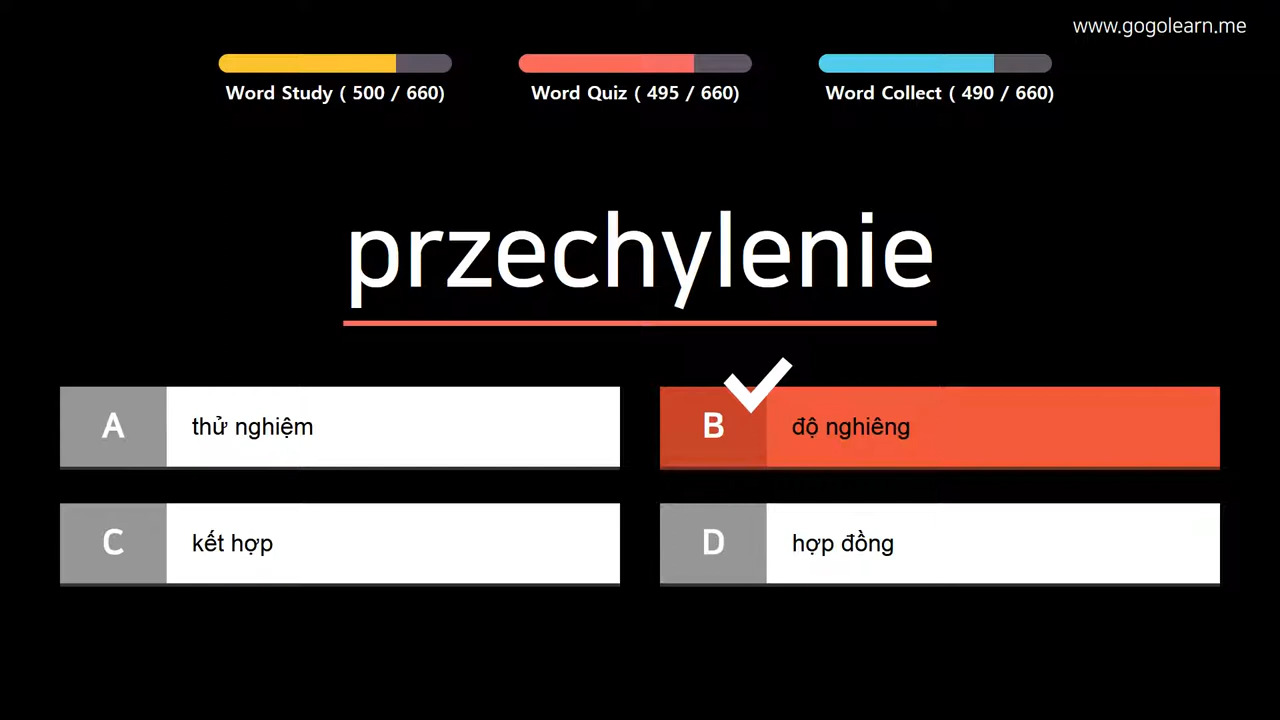 www.gogolearn.me
Word Study ( 500 / 660)
Word Quiz ( 495 / 660)
Word Collect ( 490 / 660)
przechylenie
A thử nghiệm
B độ nghiêng
C kết hợp
D hợp đồng